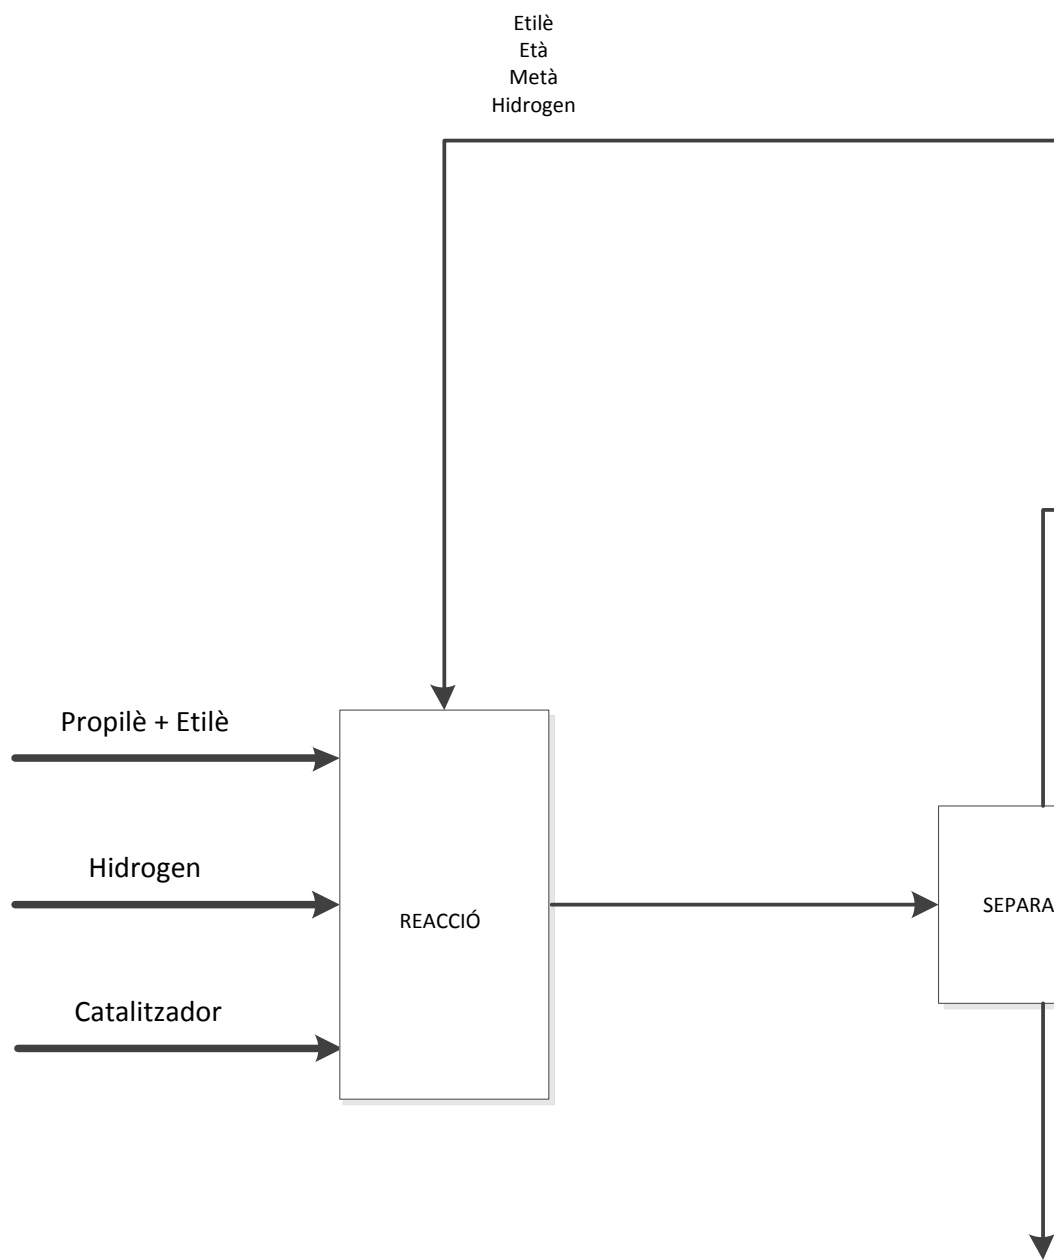 Etilè
Età
Metà
Hidrogen
Propilè + Etilè
Hidrogen
REACCIÓ
SEPARA
Catalitzador